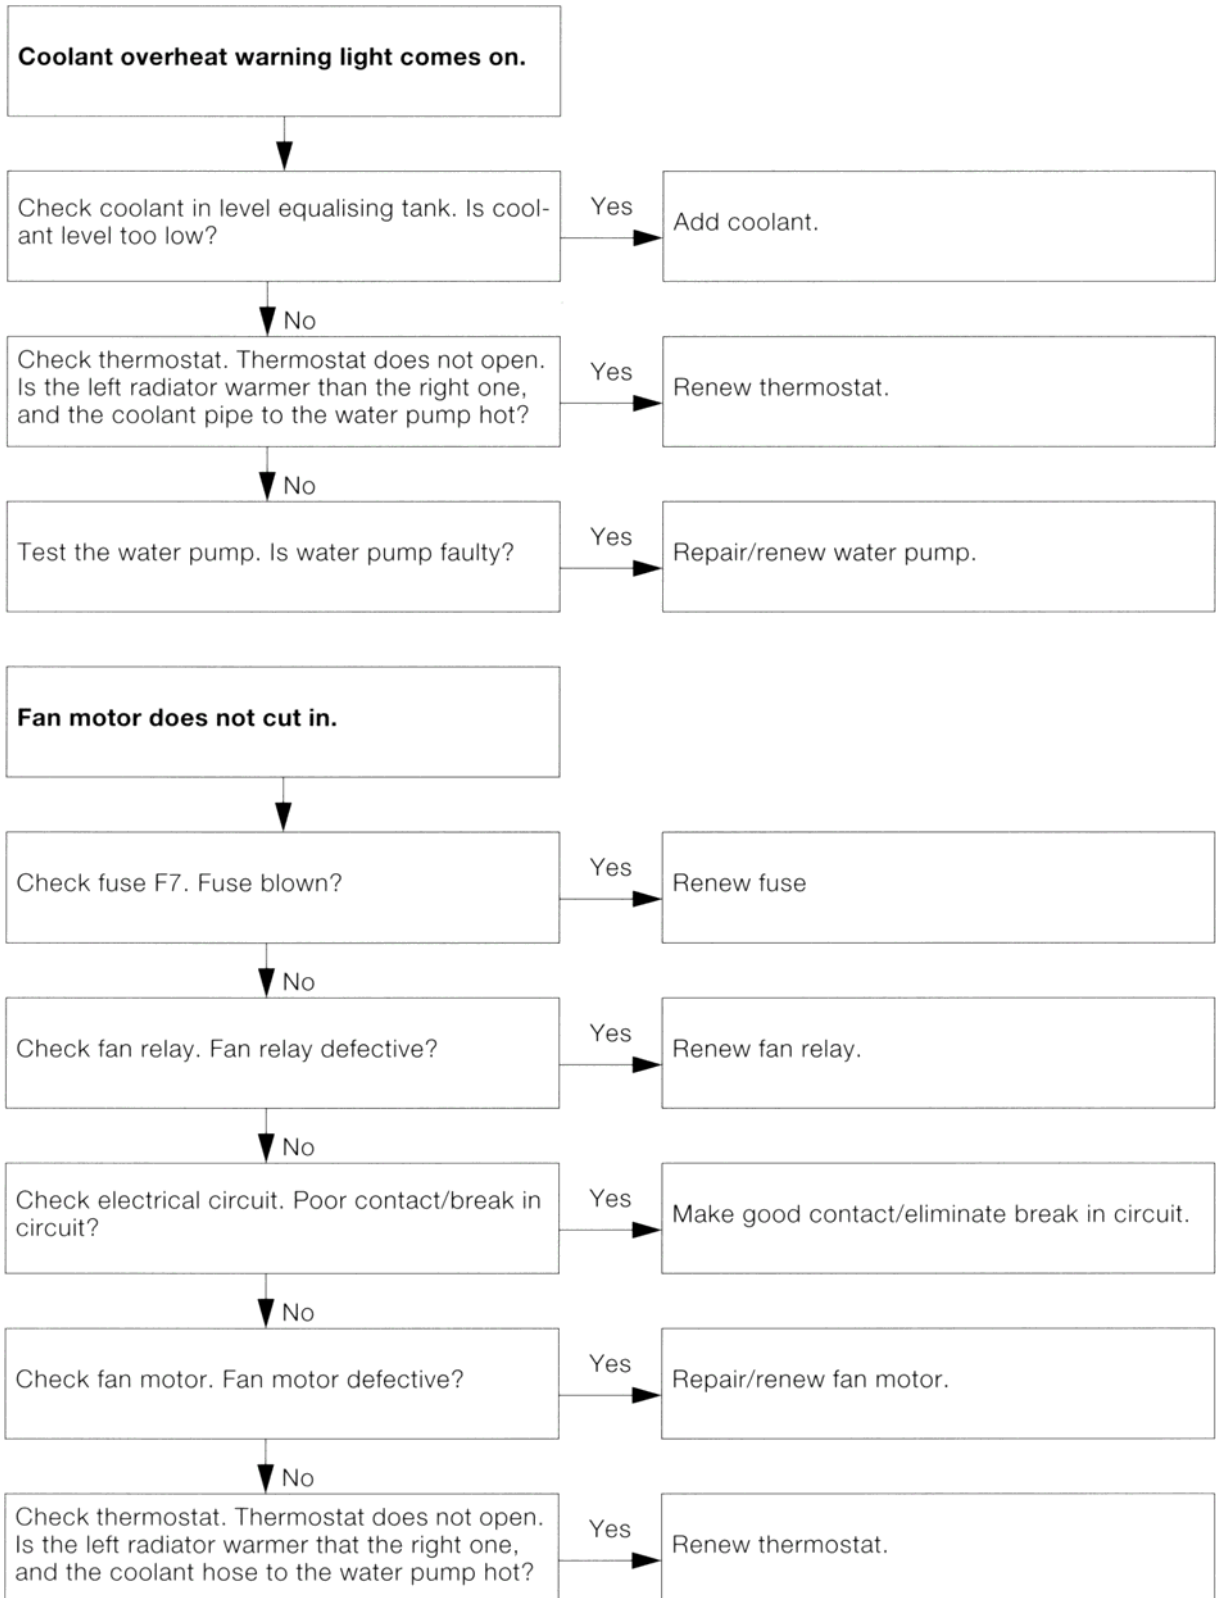 Coolant overheat warning light comes on.
Check coolant in level equalising tank. Is cool-
ant level too low?
Yes
Add coolant.
No
Check thermostat. Thermostat does not open.
Is the left radiator warmer than the right one,
and the coolant pipe to the water pump hot?
Yes
Renew thermostat.
No
Test the water pump. Is water pump faulty?
Yes
Repair/renew water pump.
Fan motor does not cut in.
Check fuse F7. Fuse blown?
Yes
Renew fuse
No
Check fan relay. Fan relay defective?
Yes
Renew fan relay.
No
Check electrical circuit. Poor contact/break in
circuit?
Yes
Make good contact/eliminate break in circuit.
No
Check fan motor. Fan motor defective?
Yes
Repair/renew fan motor.
No
Check thermostat. Thermostat does not open.
Is the left radiator warmer that the right one,
and the coolant hose to the water pump hot?
Yes
Renew thermostat.